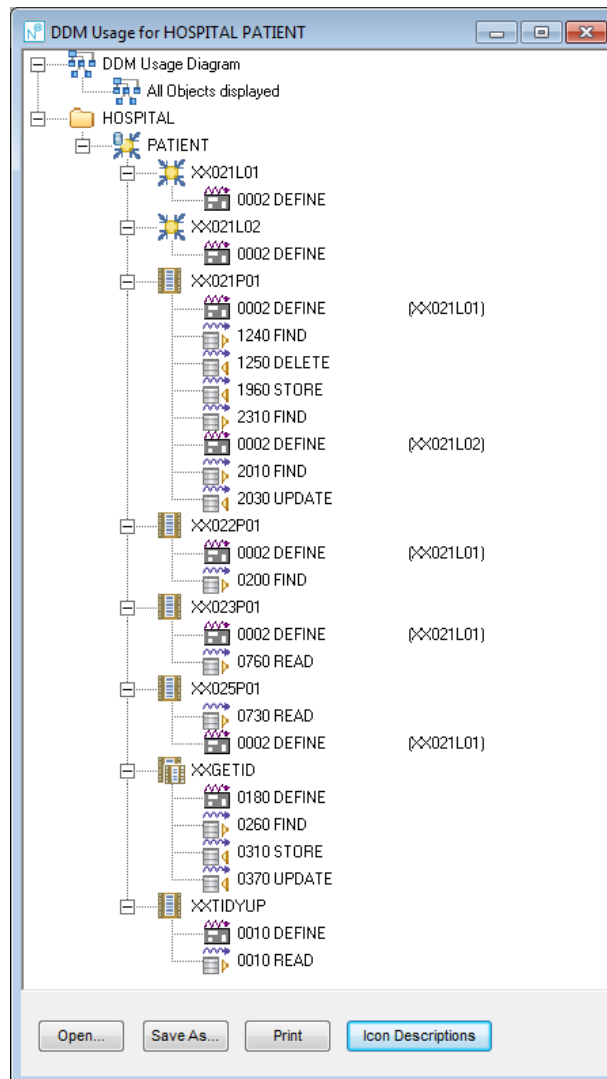 DDM Usage for HOSPITAL PATIENT
DDM Usage Diagram
All Objects displayed
HOSPITAL
PATIENT
XX021L01
0002 DEFINE
XX021L02
0002 DEFINE
XX021P01
0002 DEFINE (XX021L01)
1240 FIND
1250 DELETE
1960 STORE
2310 FIND
0002 DEFINE (XX021L02)
2010 FIND
2030 UPDATE
XX022P01
0002 DEFINE (XX021L01)
0200 FIND
XX023P01
0002 DEFINE (XX021L01)
0760 READ
XX025P01
0730 READ
0002 DEFINE (XX021L01)
XXGETID
0180 DEFINE
0260 FIND
0310 STORE
0370 UPDATE
XXTIDYUP
0010 DEFINE
0010 READ
Open... Save As... Print Icon Descriptions